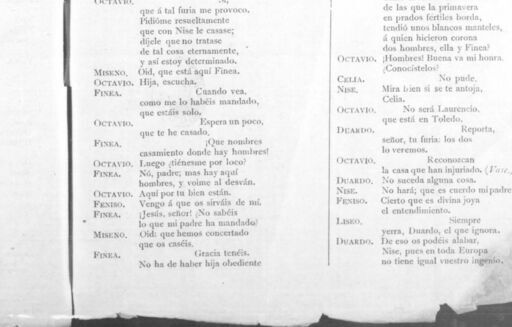 OCTAVIO.
que á tal furia me provoco.
Pidióme resueltamente
que con Nise le casase;
díjele que no tratase
de tal cosa eternamente,
y así estoy determinado.
MISENO. Oid, que está aquí Finea.
OCTAVIO. Hija, escucha.
FINEA. Cuando vea,
como me lo habéis mandado,
que estáis solo.
OCTAVIO. Espera un poco,
que te he casado.
FINEA. ¡Que nombres
casamiento donde hay hombres!
OCTAVIO. Luego ¿tiénesme por loco?
FINEA. No, padre; mas hay aquí
hombres, y voime al desván.
OCTAVIO. Aquí por tu bien están.
FENISO. Vengo á que os sirváis de mí.
FINEA. ¡Jesús, señor! ¿No sabéis
lo que mi padre ha mandado?
MISENO. Oid: que hemos concertado
que os caséis.
FINEA. Gracia tenéis.
No ha de haber hija obediente
de las que la primavera
en prados fértiles borda,
tendió unos blancos manteles,
á quien hicieron corona
dos hombres, ella y Finea?
OCTAVIO. ¡Hombres! Buena va mi honra.
¿Conocístelos?
CELIA. No pude.
NISE. Mira bien si se te antoja,
Celia.
OCTAVIO. No será Laurencio,
que está en Toledo.
DUARDO. Reporta,
señor, tu furia: los dos
lo veremos.
OCTAVIO. Reconozcan
la casa que han injuriado. (Vase.)
DUARDO. No suceda alguna cosa.
NISE. No hará; que es cuerdo mi padre
FENISO. Cierto que es divina joya
el entendimiento.
LISEO. Siempre
yerra, Duardo, el que ignora.
DUARDO. De eso os podéis alabar,
Nise, pues en toda Europa
no tiene igual vuestro ingenio.